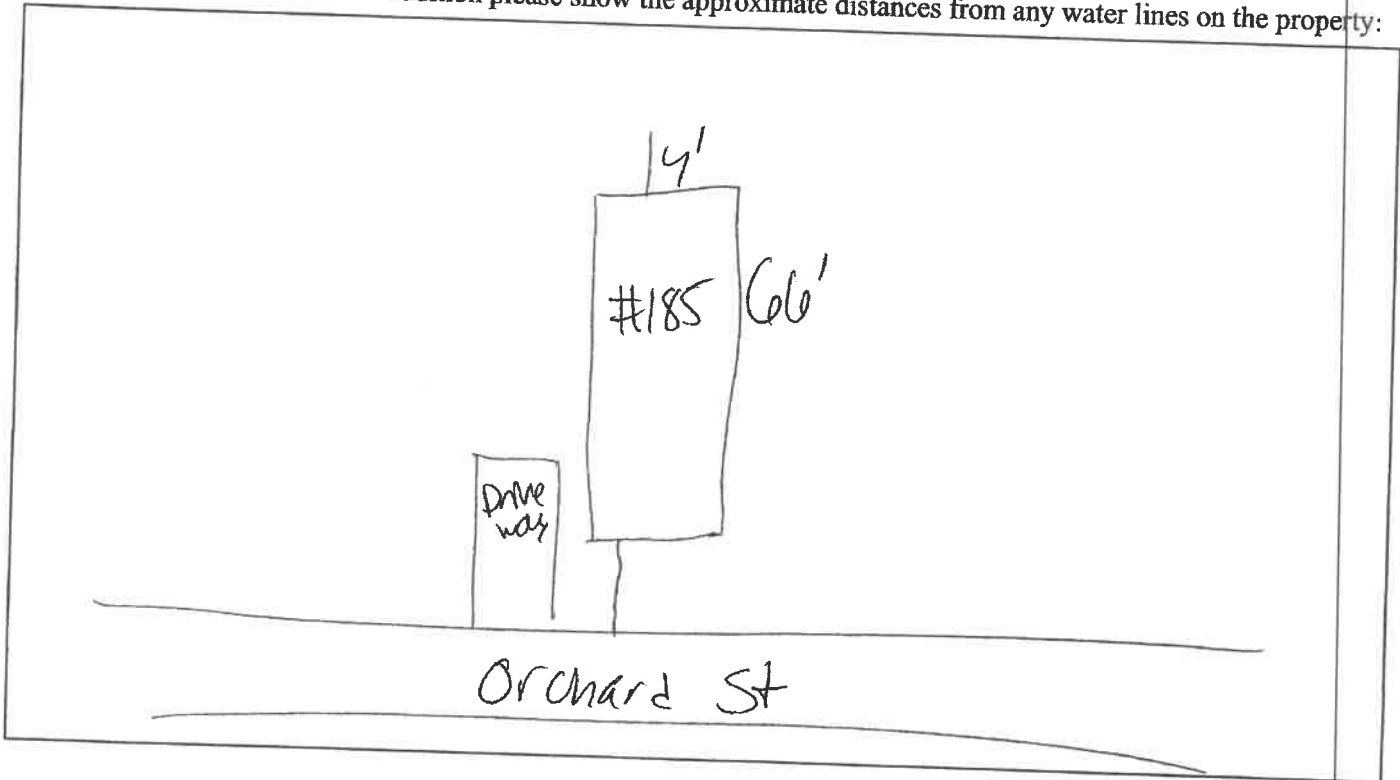 please show the approximate distances from any water lines on the property:
4'
#185
66'
Drive
way
Orchard St